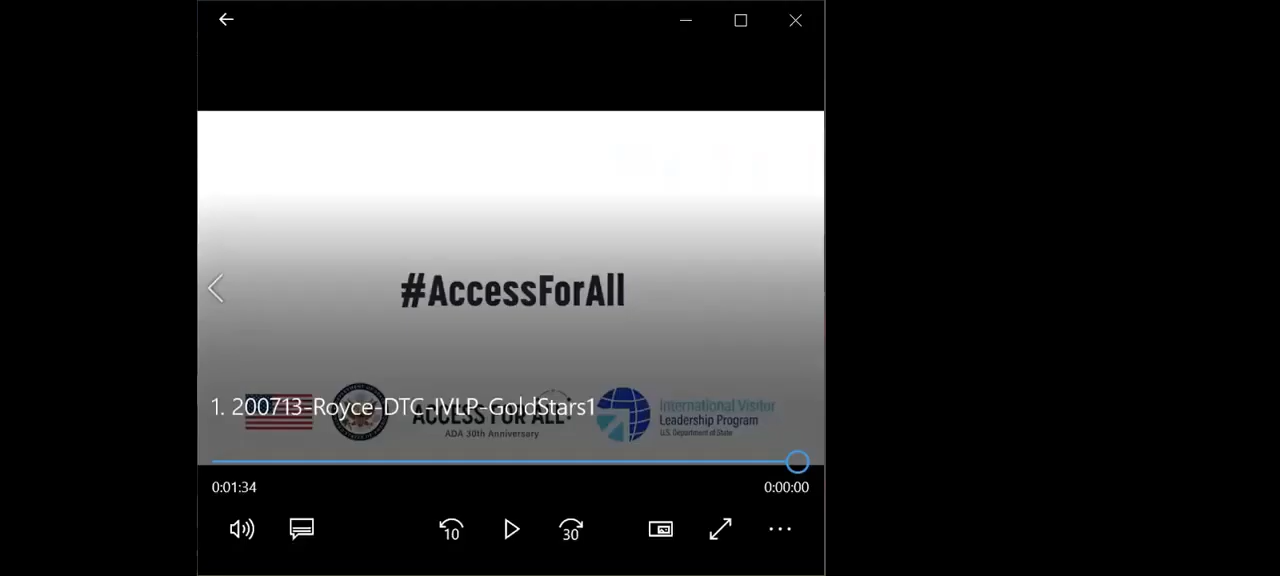 #AccessForAll
1. 200713-Royce-DTC-IVLP-GoldStars1
ACCESS FOR ALL
ADA 30th Anniversary
International Visitor
Leadership Program
U.S. Department of State
0:01:34
0:00:00
10
30